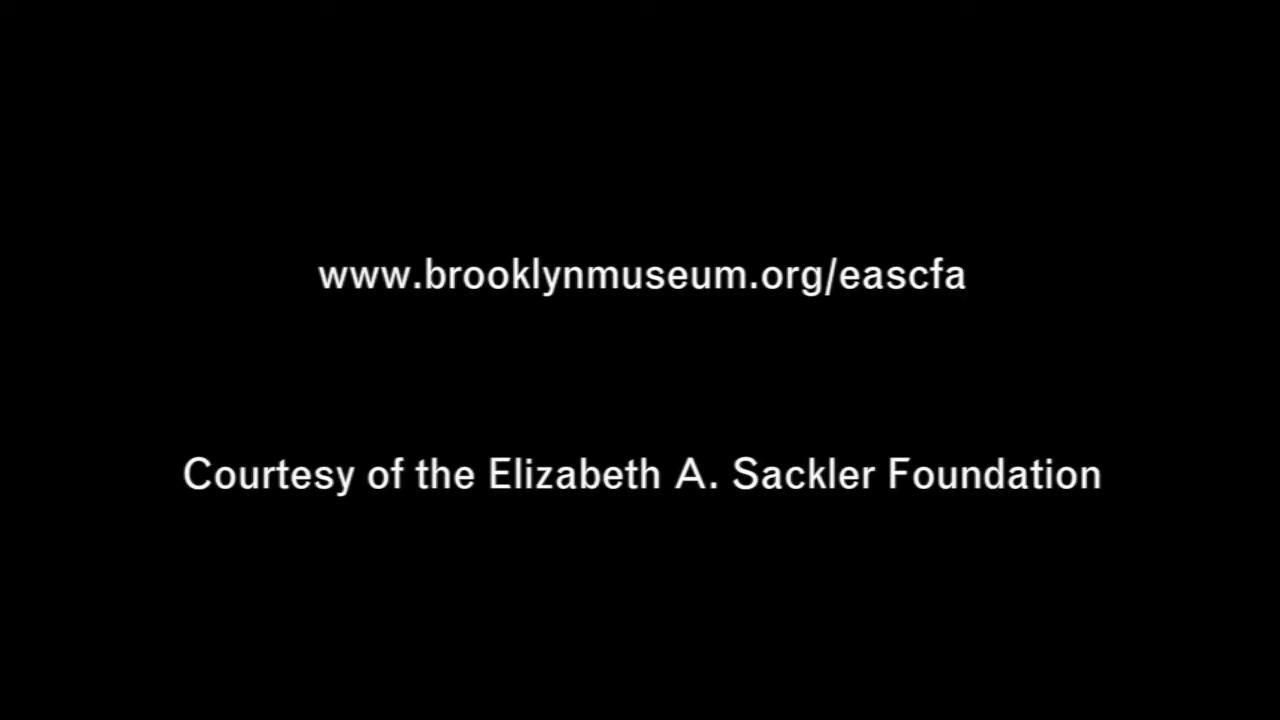 www.brooklynmuseum.org/eascfa
Courtesy of the Elizabeth A. Sackler Foundation